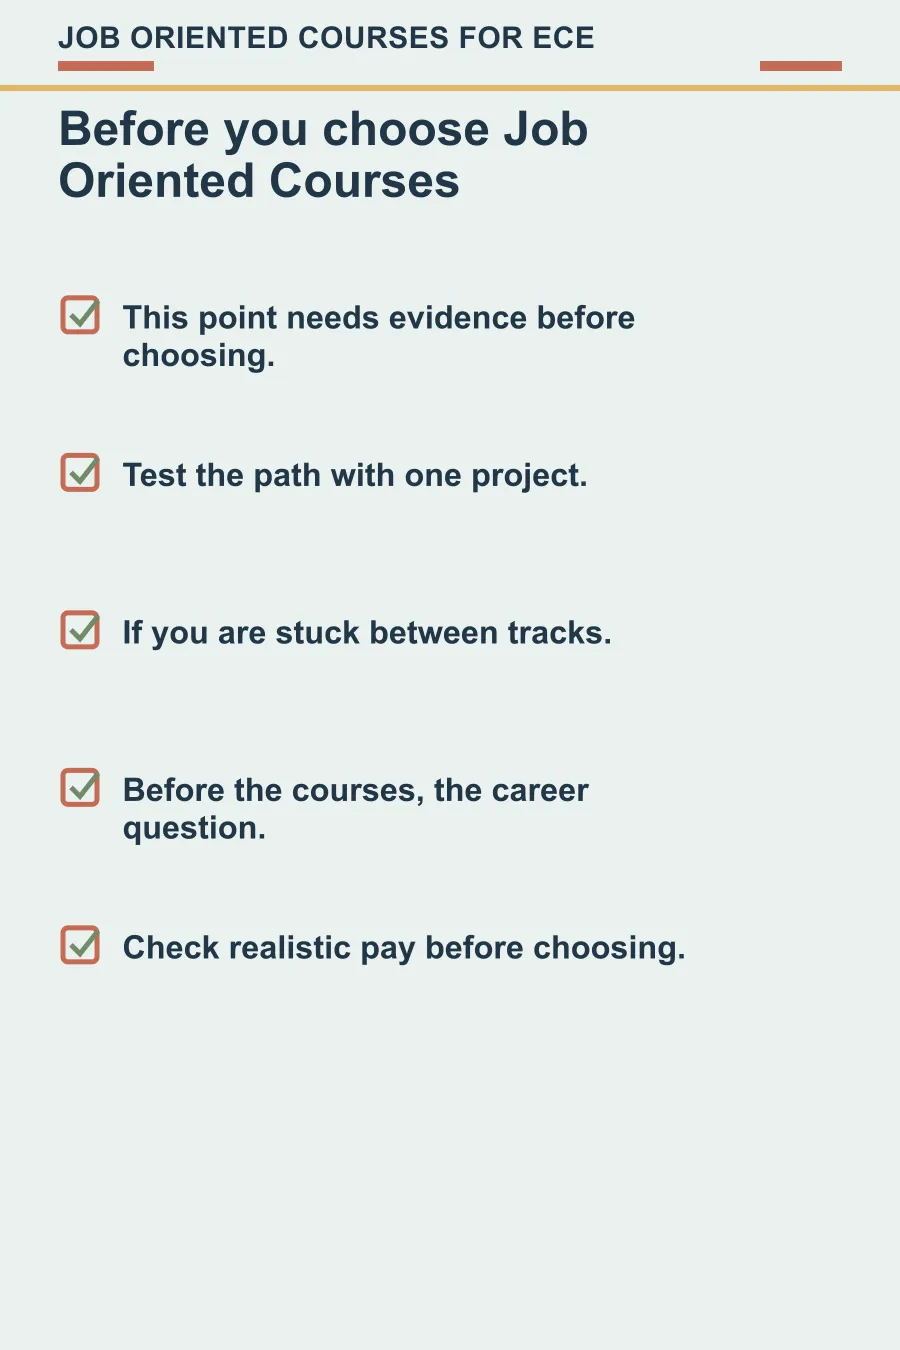 JOB ORIENTED COURSES FOR ECE
Before you choose Job
Oriented Courses
This point needs evidence before
choosing.
Test the path with one project.
If you are stuck between tracks.
Before the courses, the career
question.
Check realistic pay before choosing.